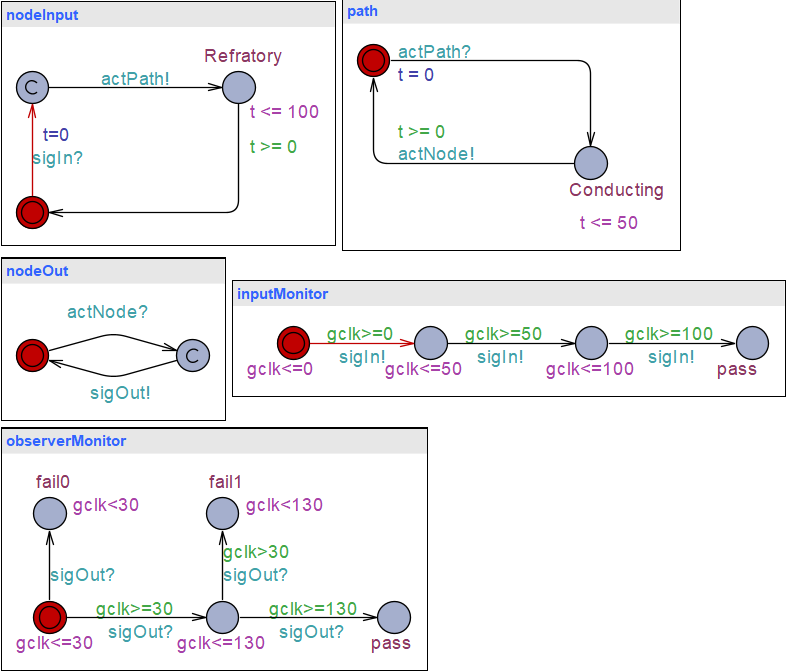 nodeInput
Refratory
C
actPath!
t <= 100
t=0
t >= 0
sigIn?
path
actPath?
t = 0
t >= 0
actNode!
Conducting
t <= 50
nodeOut
actNode?
C
sigOut!
inputMonitor
gclk>=0 gclk>=50 gclk>=100
sigIn! sigIn! sigIn!
gclk<=0 gclk<=50 gclk<=100 pass
observerMonitor
fail0 fail1
gclk<30 gclk<130
gclk>30
sigOut? sigOut?
gclk>=30 gclk>=130
sigOut? sigOut?
gclk<=30 gclk<=130 pass